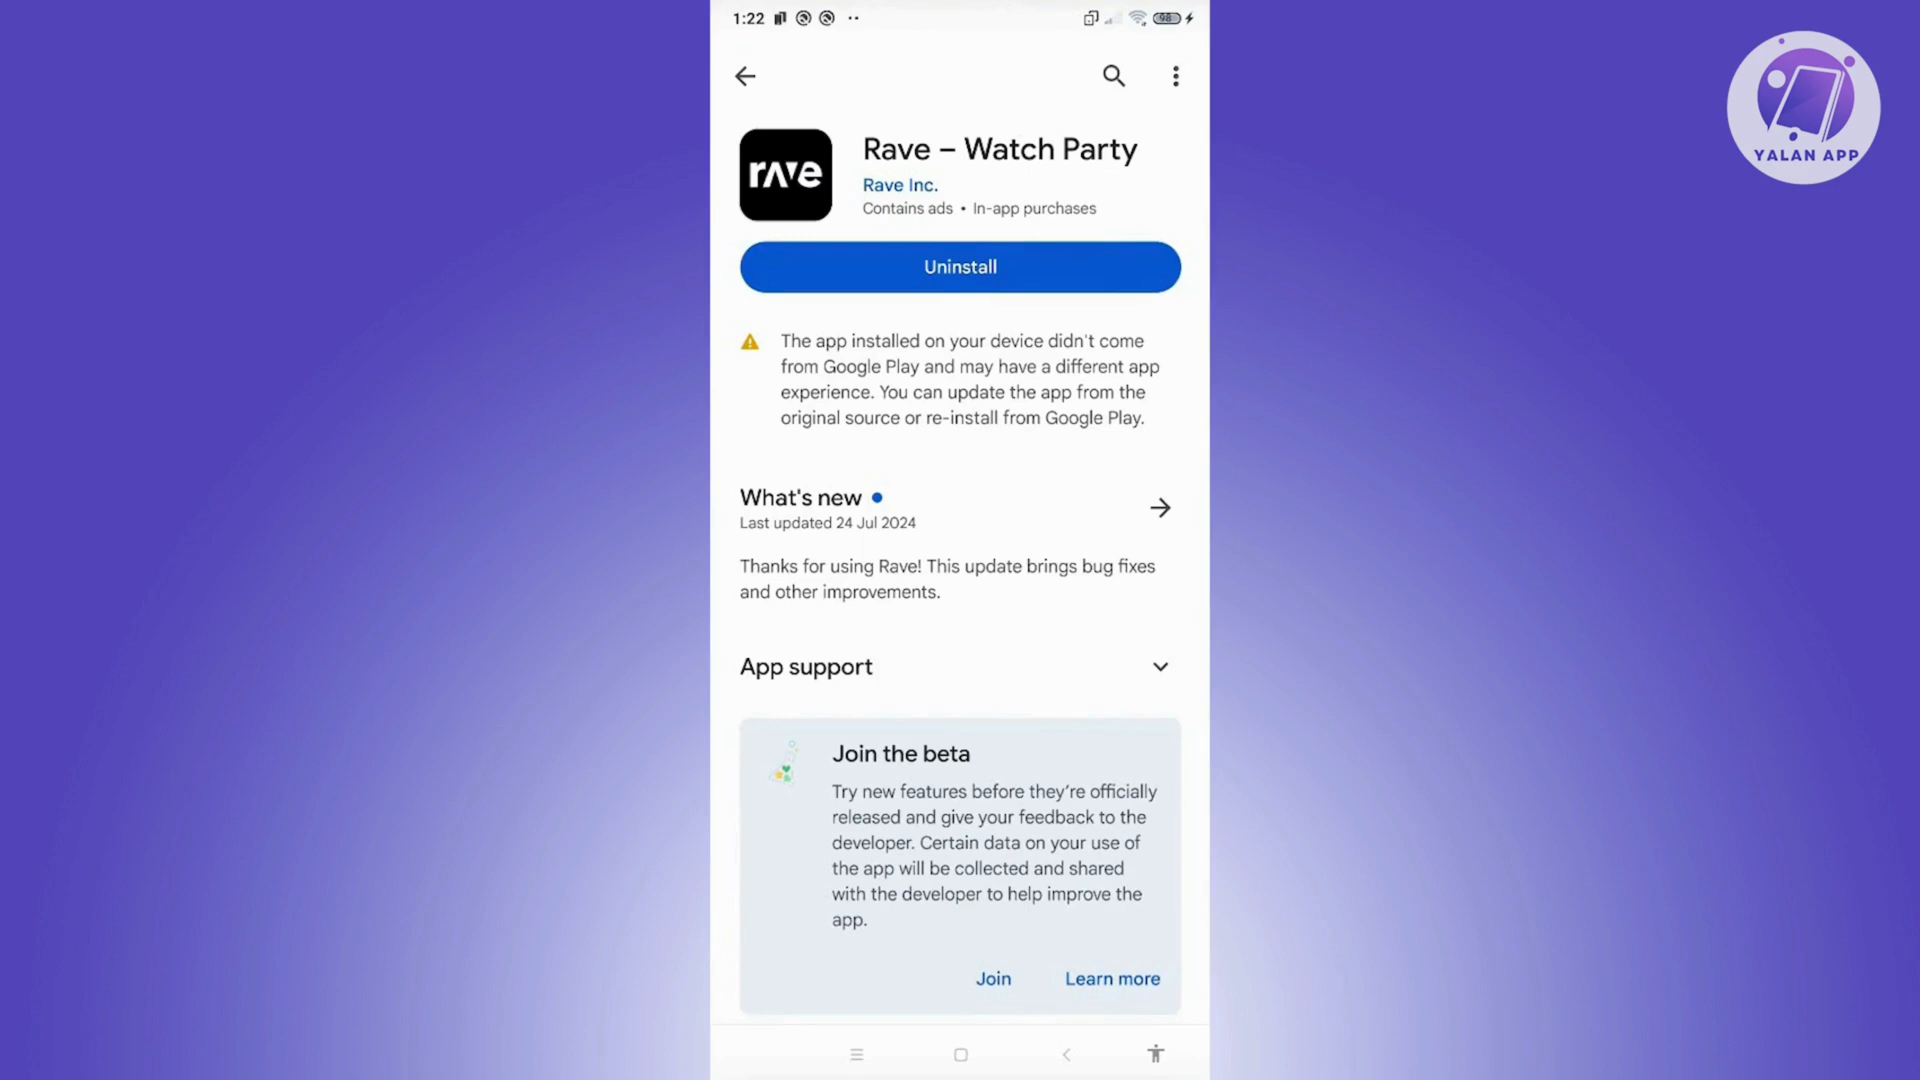 1:22
98
YALAN APP
rave
Rave – Watch Party
Rave Inc.
Contains ads • In-app purchases
Uninstall
The app installed on your device didn't come
from Google Play and may have a different app
experience. You can update the app from the
original source or re-install from Google Play.
What's new
Last updated 24 Jul 2024
Thanks for using Rave! This update brings bug fixes
and other improvements.
App support
Join the beta
Try new features before they’re officially
released and give your feedback to the
developer. Certain data on your use of
the app will be collected and shared
with the developer to help improve the
app.
Join
Learn more